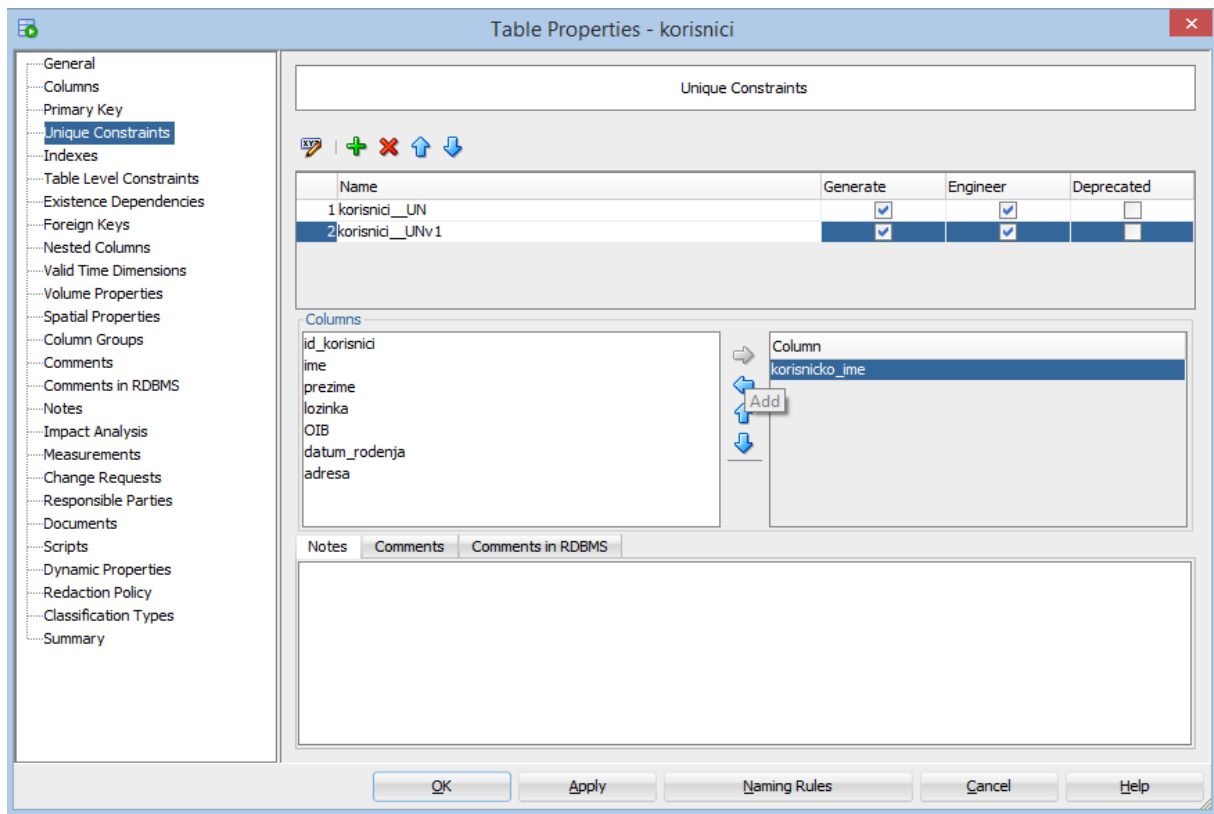 Table Properties - korisnici
General
Columns
Primary Key
Unique Constraints
Indexes
Table Level Constraints
Existence Dependencies
Foreign Keys
Nested Columns
Valid Time Dimensions
Volume Properties
Spatial Properties
Column Groups
Comments
Comments in RDBMS
Notes
Impact Analysis
Measurements
Change Requests
Responsible Parties
Documents
Scripts
Dynamic Properties
Redaction Policy
Classification Types
Summary
Unique Constraints
XYZ
Name Generate Engineer Deprecated
1 korisnici__UN
2 korisnici__UNv1
Columns
id_korisnici
ime
prezime
lozinka
OIB
datum_rodenja
adresa
Add
Column
korisnicko_ime
Notes Comments Comments in RDBMS
OK Apply Naming Rules Cancel Help